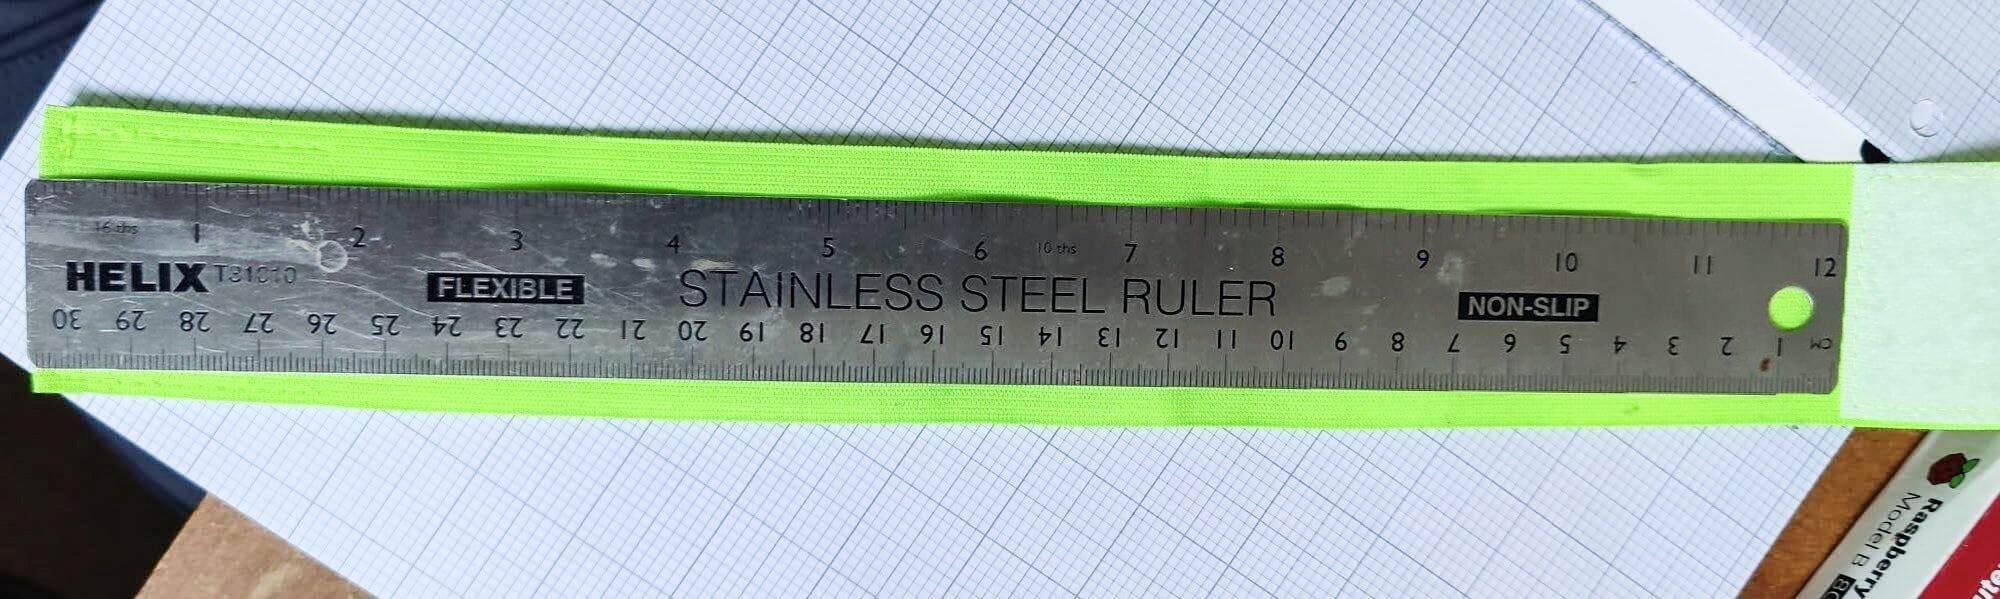 1 2 3 4 5 6 7 8 9 10 11 12
16 ths 10 ths
HELIX T31010 FLEXIBLE STAINLESS STEEL RULER NON-SLIP
30 29 28 27 26 25 24 23 22 21 20 19 18 17 16 15 14 13 12 11 10 9 8 7 6 5 4 3 2 1 CM
Raspberry
Model B